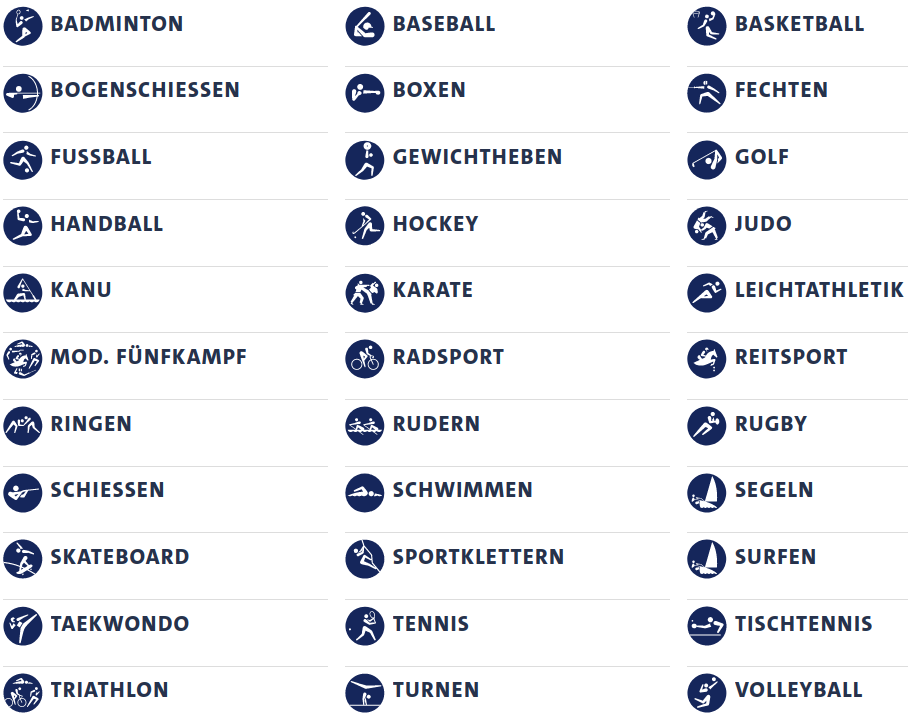 BADMINTON
BASEBALL
BASKETBALL
BOGENSCHIESSEN
BOXEN
FECHTEN
FUSSBALL
GEWICHTHEBEN
GOLF
HANDBALL
HOCKEY
JUDO
KANU
KARATE
LEICHTATHLETIK
MOD. FÜNFKAMPF
RADSPORT
REITSPORT
RINGEN
RUDERN
RUGBY
SCHIESSEN
SCHWIMMEN
SEGELN
SKATEBOARD
SPORTKLETTERN
SURFEN
TAEKWONDO
TENNIS
TISCHTENNIS
TRIATHLON
TURNEN
VOLLEYBALL